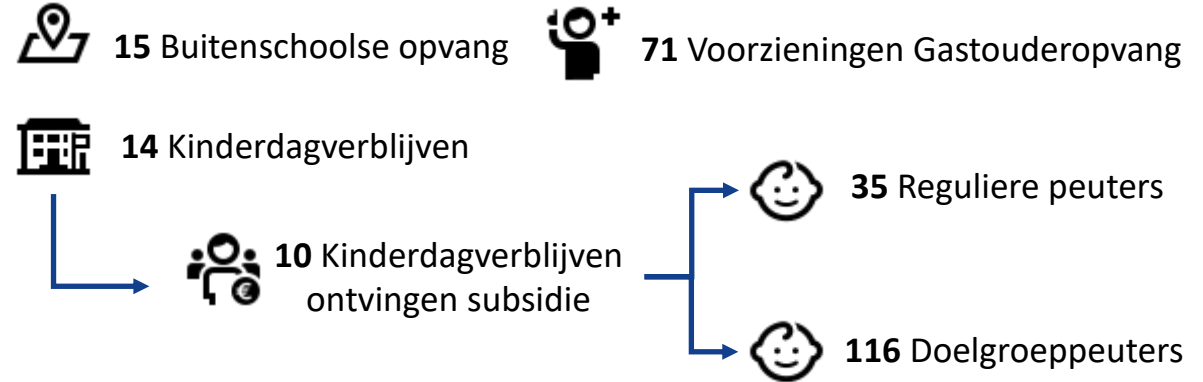 15 Buitenschoolse opvang
71 Voorzieningen Gastouderopvang
14 Kinderdagverblijven
35 Reguliere peuters
10 Kinderdagverblijven
ontvingen subsidie
116 Doelgroeppeuters